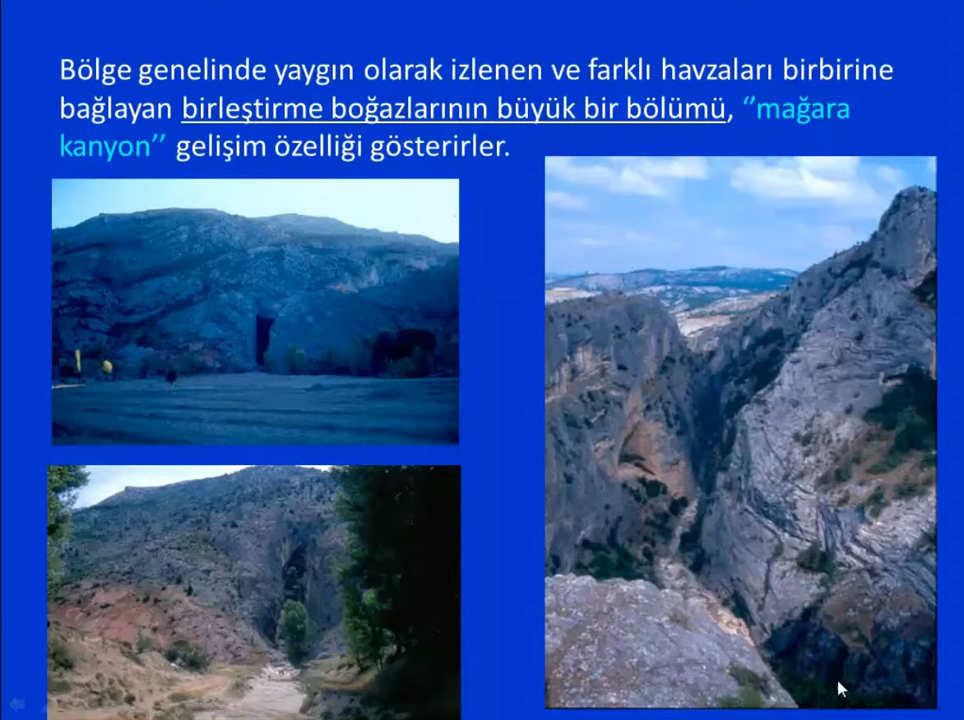 Bölge genelinde yaygın olarak izlenen ve farklı havzaları birbirine
bağlayan birleştirme boğazlarının büyük bir bölümü, ‘’mağara
kanyon’’ gelişim özelliği gösterirler.